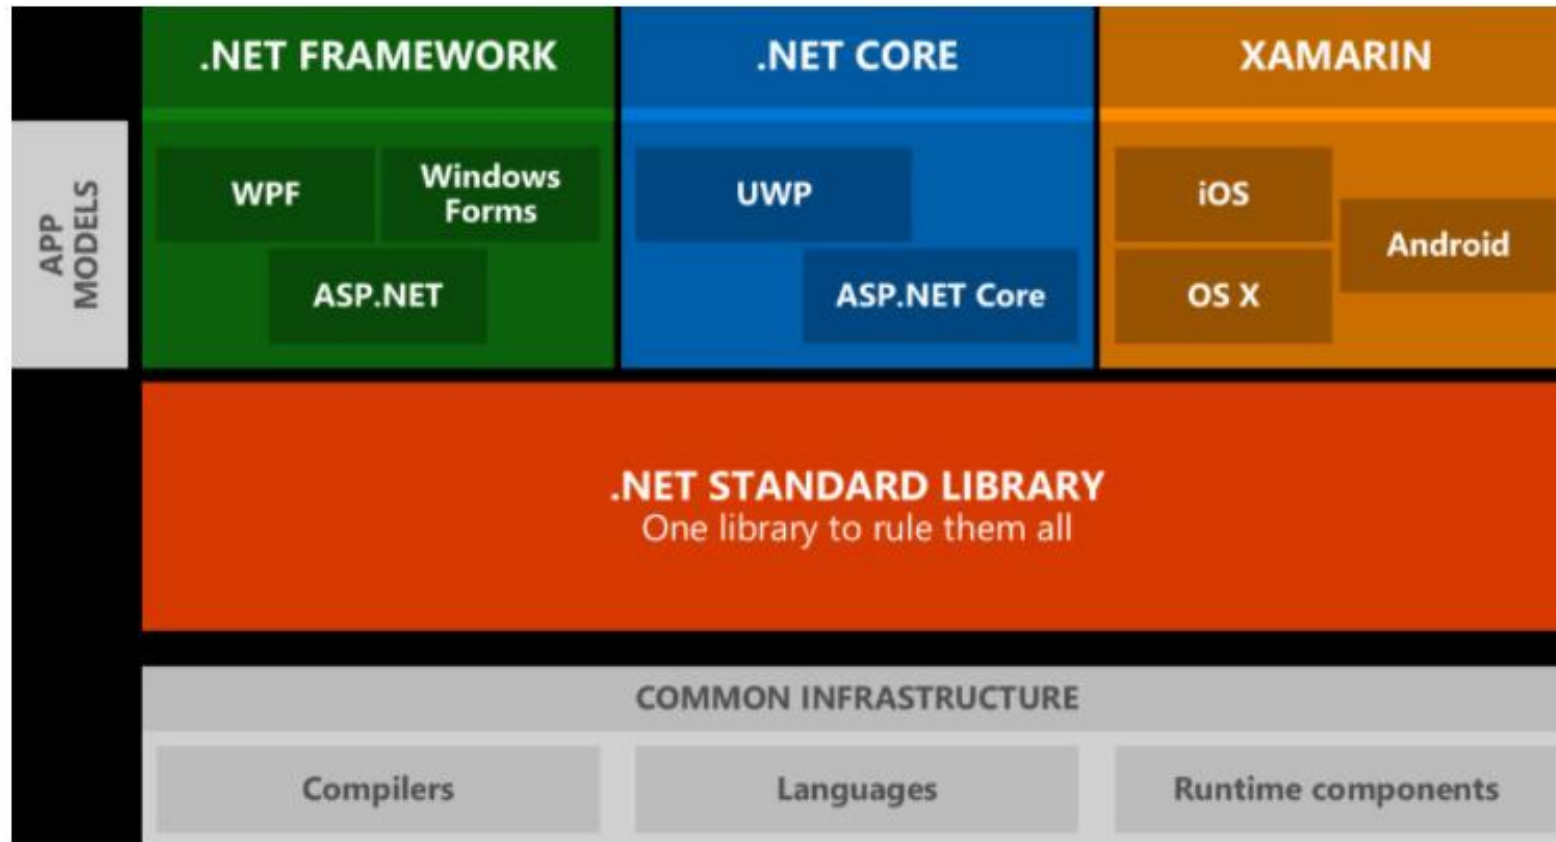 .NET FRAMEWORK
.NET CORE
XAMARIN
APP
MODELS
WPF
Windows
Forms
ASP.NET
UWP
ASP.NET Core
iOS
Android
OS X
.NET STANDARD LIBRARY
One library to rule them all
COMMON INFRASTRUCTURE
Compilers
Languages
Runtime components